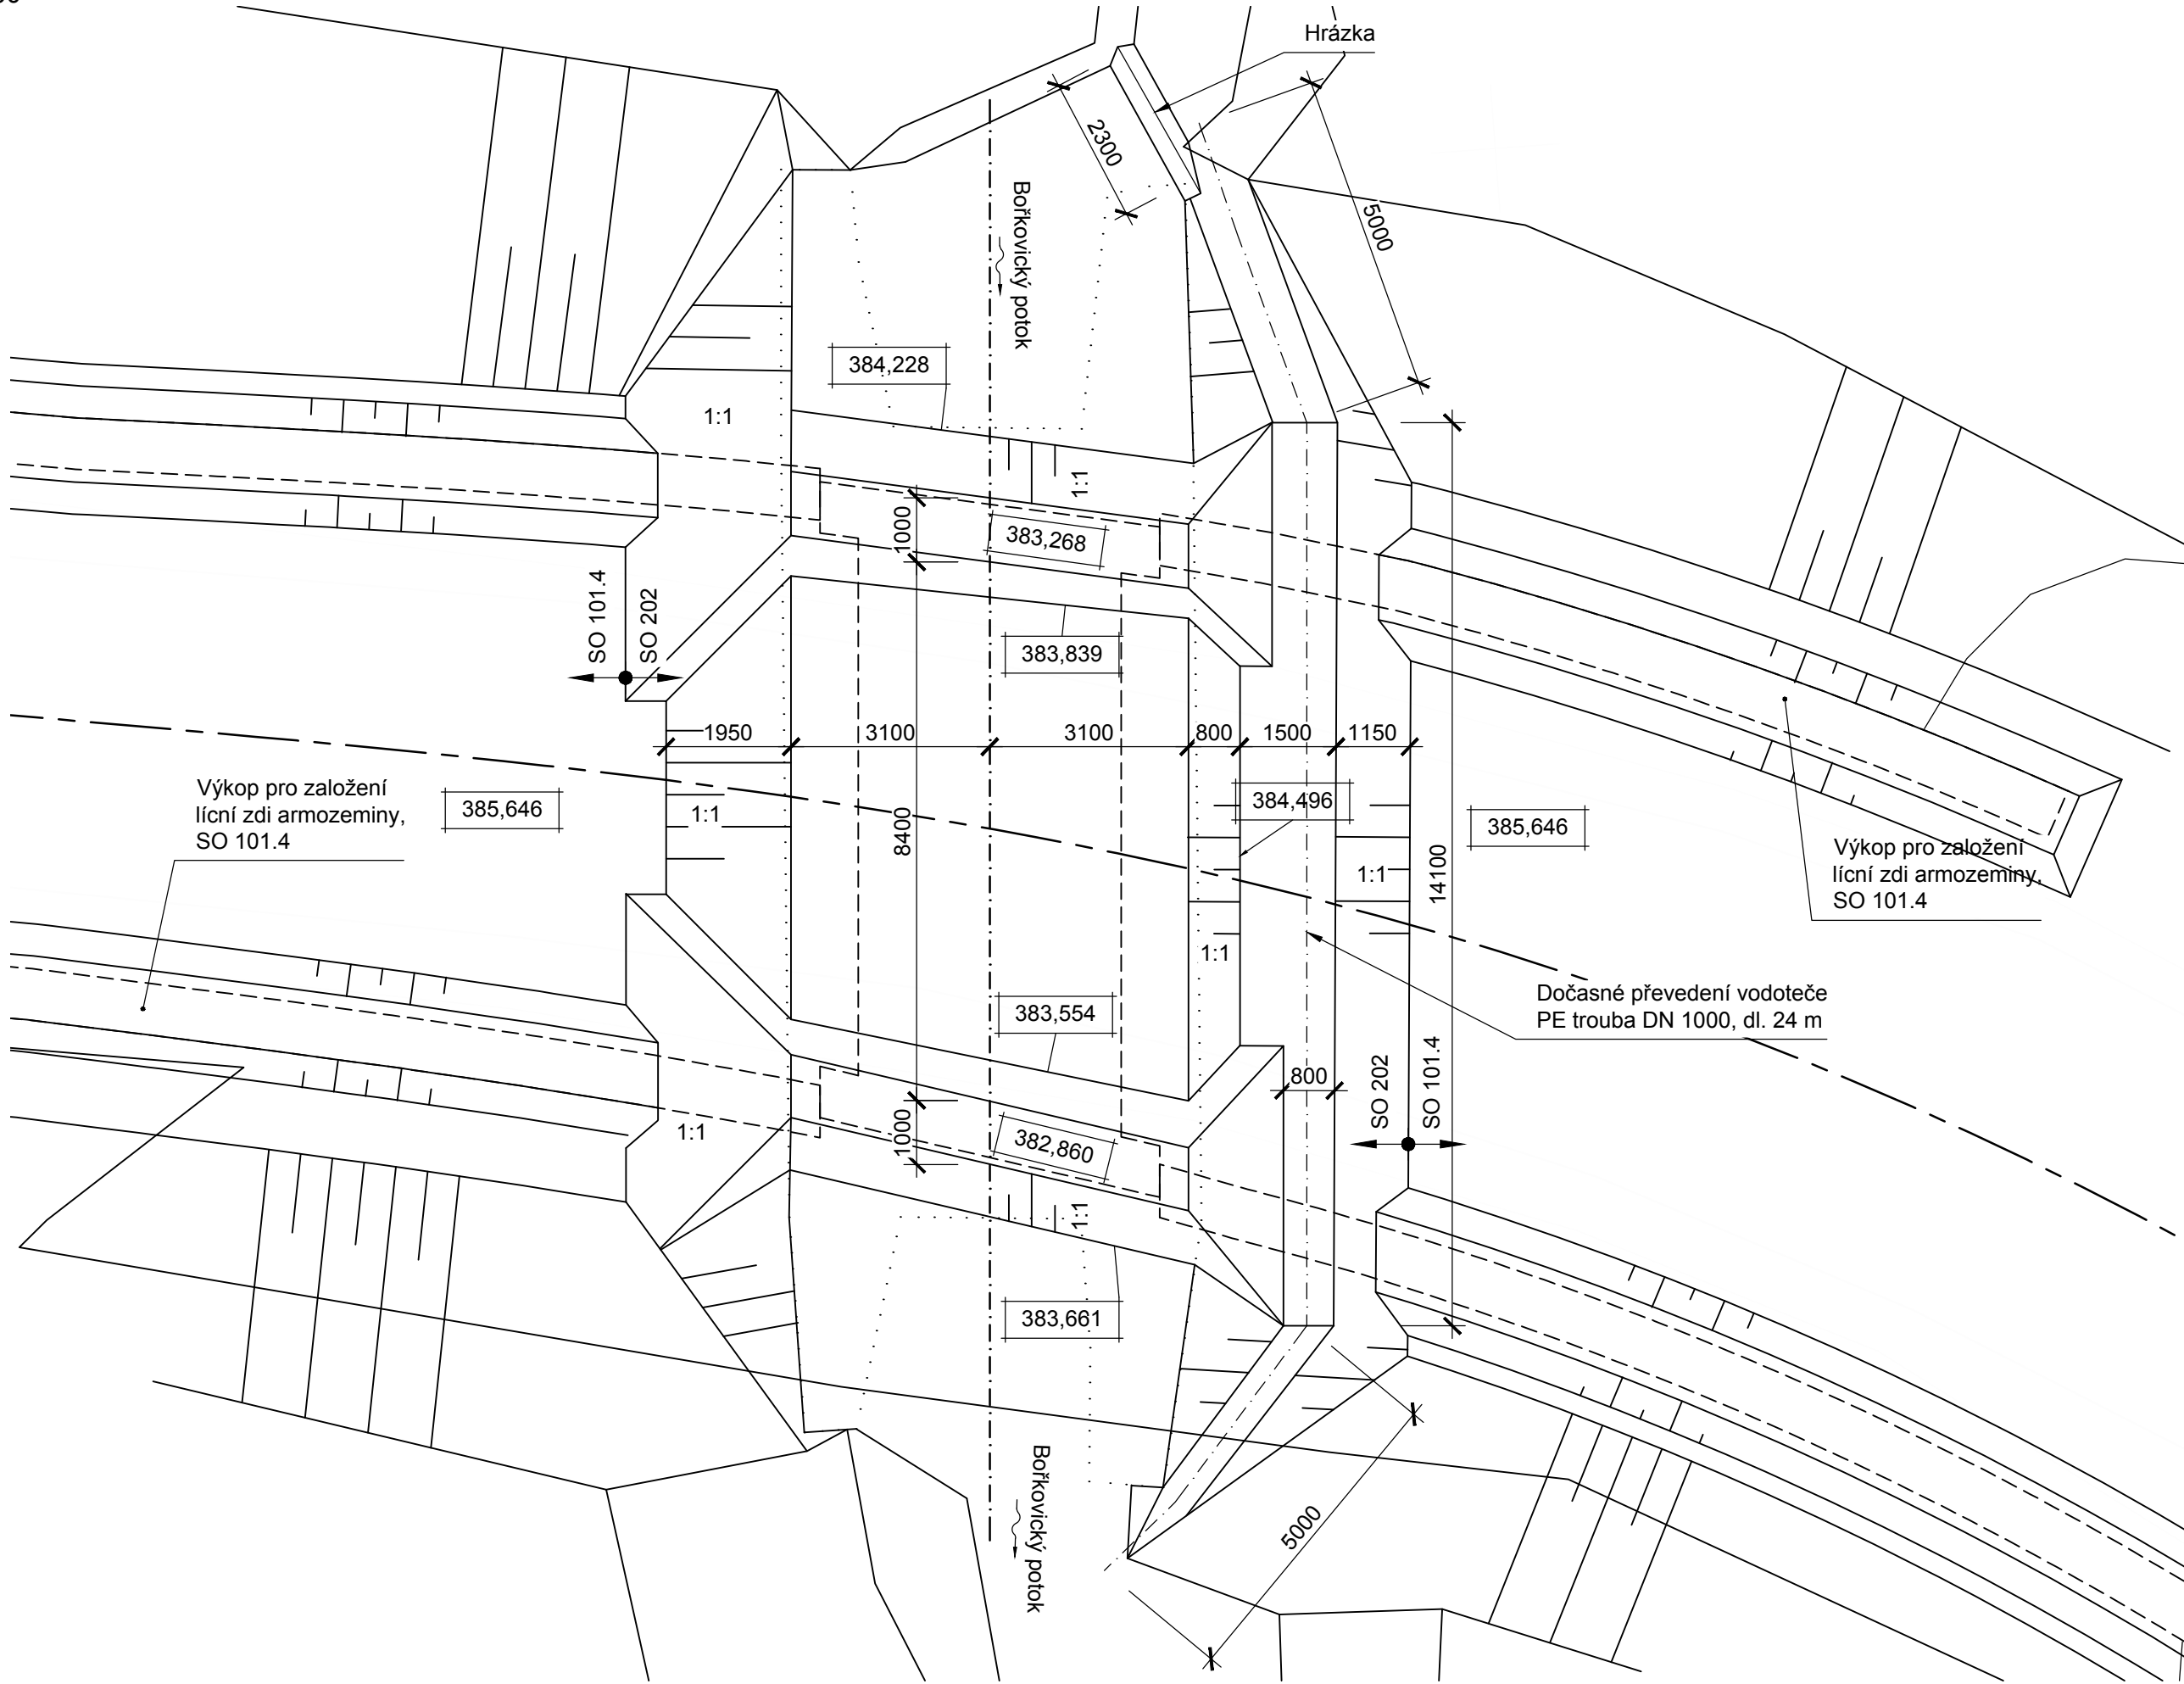 Hrázka
2300
5000
Bořkovický potok
384,228
1:1
1:1
1000
383,268
SO 101.4
SO 202
383,839
1950
3100
3100
800
1500
1150
Výkop pro založení
lícní zdi armozeminy,
SO 101.4
385,646
1:1
8400
384,496
385,646
1:1
14100
Výkop pro založení
lícní zdi armozeminy,
SO 101.4
1:1
Dočasné převedení vodoteče
PE trouba DN 1000, dl. 24 m
383,554
800
SO 202
SO 101.4
1:1
1000
382,860
1:1
383,661
Bořkovický potok
5000